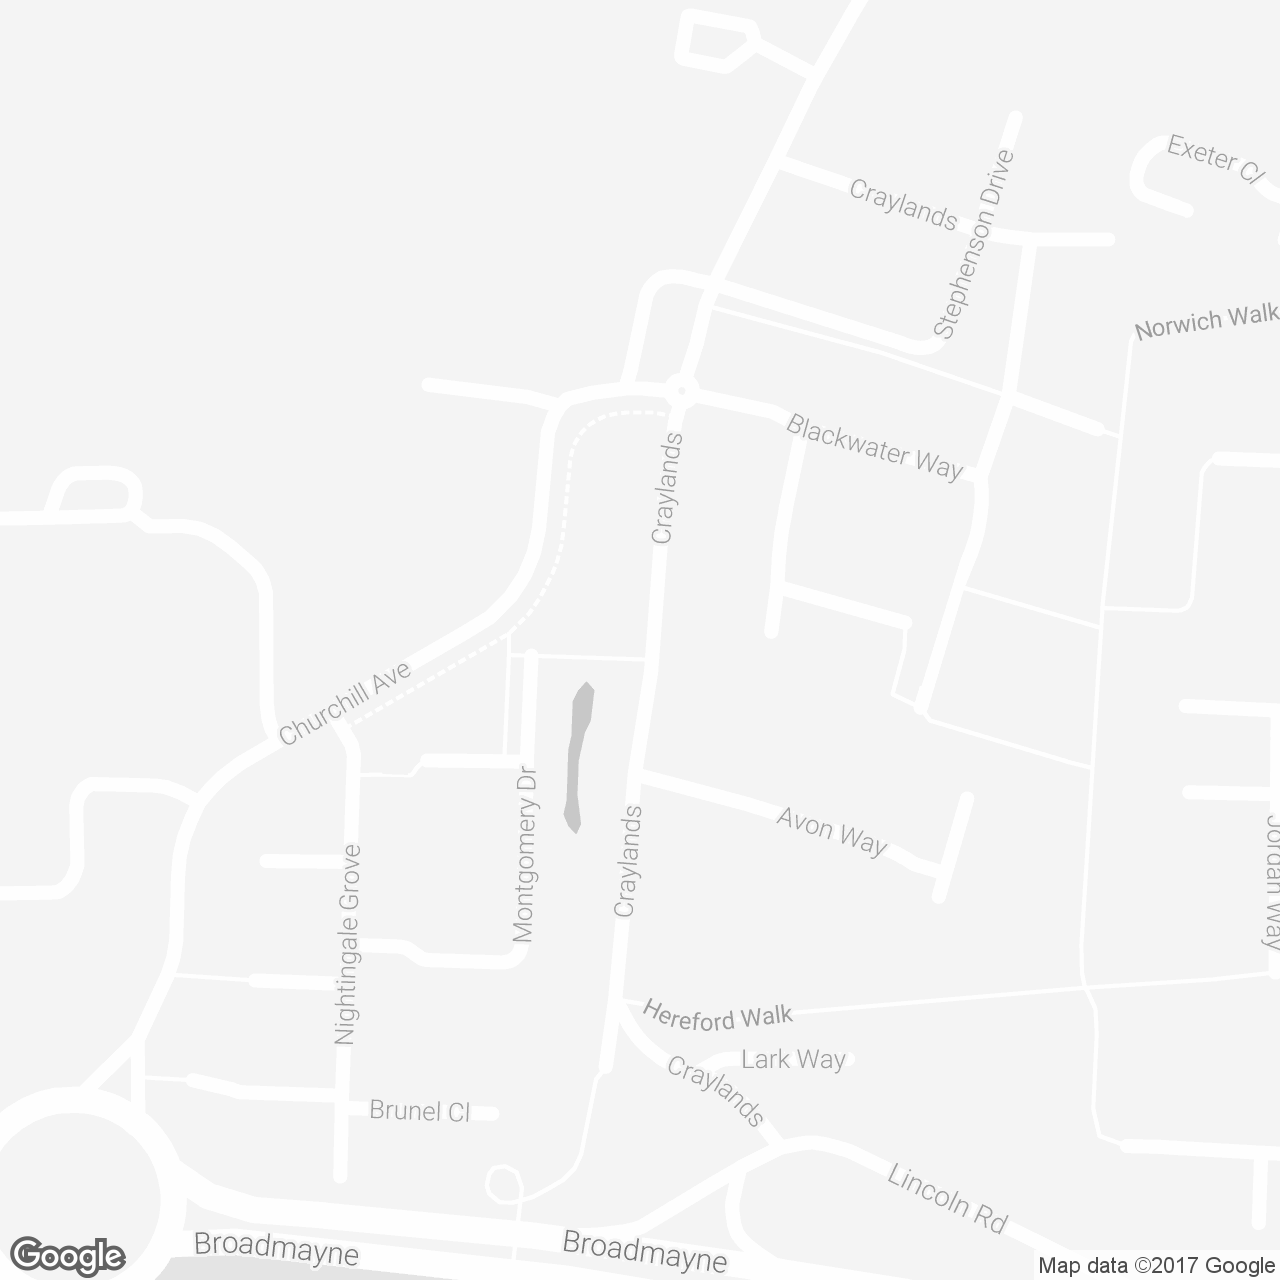 Exeter Cl
Craylands
Stephenson Drive
Norwich Walk
Blackwater Way
Craylands
Churchill Ave
Montgomery Dr
Craylands
Avon Way
Jordan Way
Nightingale Grove
Hereford Walk
Lark Way
Craylands
Brunel Cl
Lincoln Rd
Broadmayne
Broadmayne
Google
Map data ©2017 Google